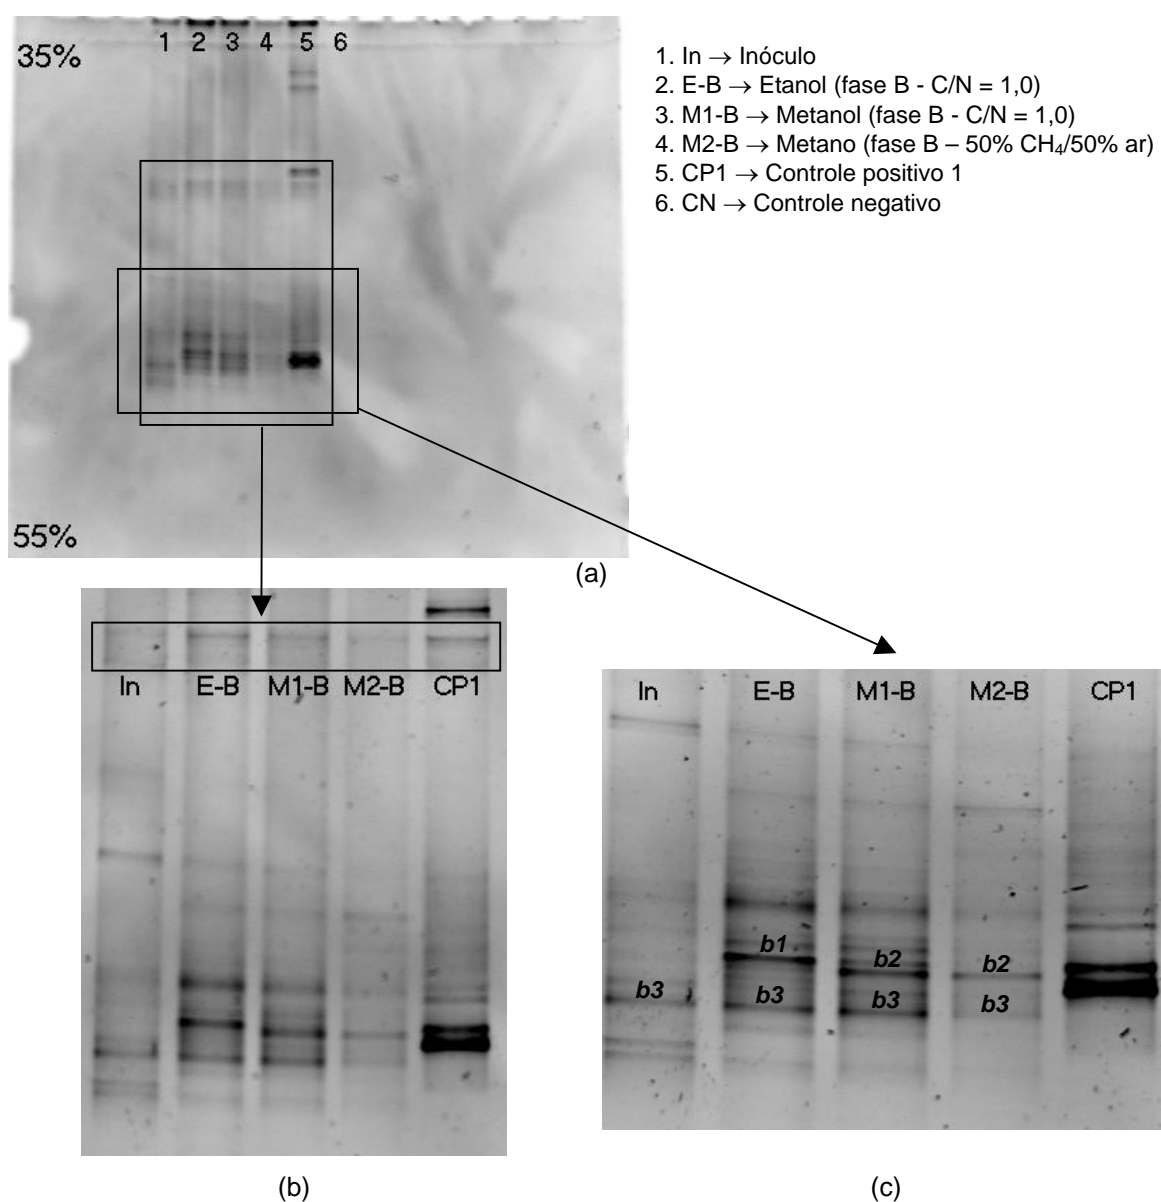 35%
1 2 3 4 5 6
55%
1. In → Inóculo
2. E-B → Etanol (fase B - C/N = 1,0)
3. M1-B → Metanol (fase B - C/N = 1,0)
4. M2-B → Metano (fase B – 50% CH₄/50% ar)
5. CP1 → Controle positivo 1
6. CN → Controle negativo
(a)
In E-B M1-B M2-B CP1
(b)
In E-B M1-B M2-B CP1
b1
b2 b2
b3 b3 b3 b3
(c)